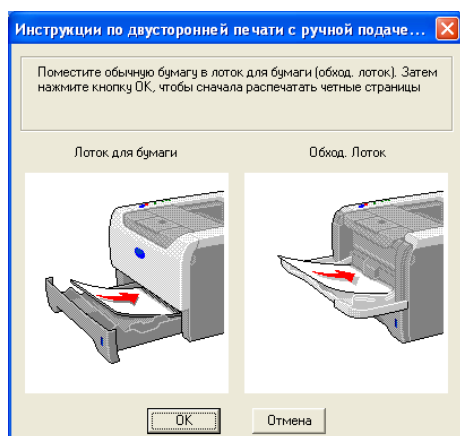 Инструкции по двусторонней печати с ручной подаче...
Поместите обычную бумагу в лоток для бумаги (обход. лоток). Затем
нажмите кнопку OK, чтобы сначала распечатать четные страницы
Лоток для бумаги
Обход. Лоток
OK
Отмена